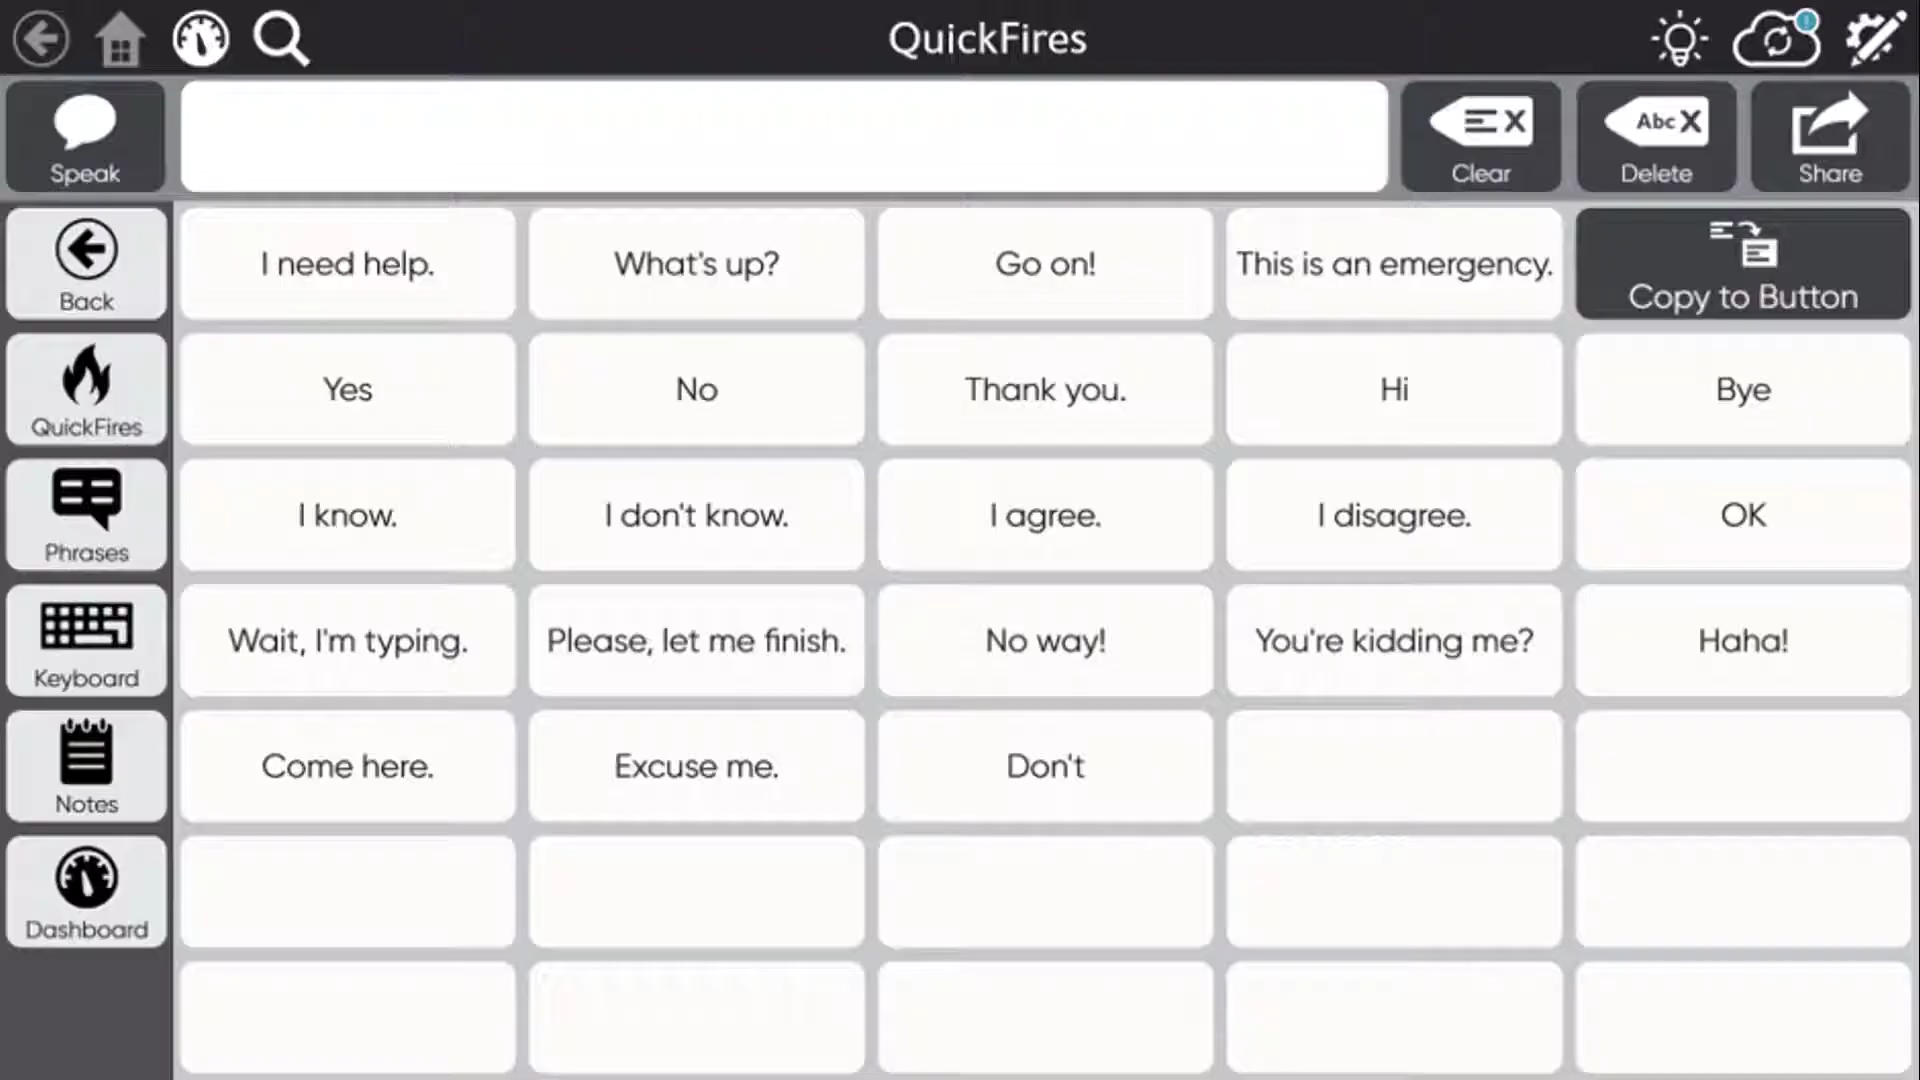 QuickFires
Speak
Abc X
Clear
Delete
Share
Back
I need help.
What's up?
Go on!
This is an emergency.
Copy to Button
QuickFires
Yes
No
Thank you.
Hi
Bye
Phrases
I know.
I don't know.
I agree.
I disagree.
OK
Keyboard
Wait, I'm typing.
Please, let me finish.
No way!
You're kidding me?
Haha!
Notes
Come here.
Excuse me.
Don't
Dashboard